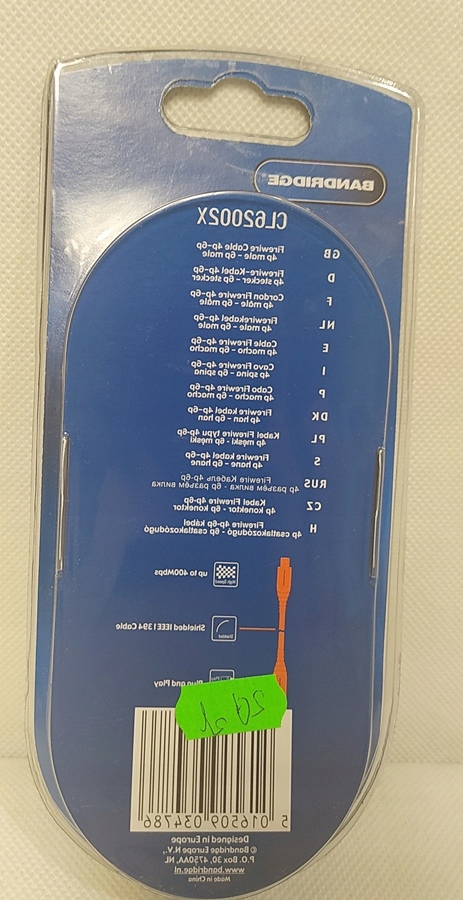 BANDRIDGE
CL62002X
GB Firewire Cable 4p-6p
4p male - 6p male
D Firewire-Kabel 4p-6p
4p stecker - 6p stecker
F Cordon Firewire 4p-6p
4p mâle - 6p mâle
NL Firewirekabel 4p-6p
4p male - 6p male
E Cable Firewire 4p-6p
4p macho - 6p macho
I Cavo Firewire 4p-6p
4p spina - 6p spina
P Cabo Firewire 4p-6p
4p macho - 6p macho
DK Firewire kabel 4p-6p
4p han - 6p han
PL Kabel Firewire typu 4p-6p
4p męski - 6p męski
S Firewire kabel 4p-6p
4p hane - 6p hane
RUS Firewire Кабель 4p-6p
4p разъём вилка - 6p разъём вилка
CZ Kabel Firewire 4p-6p
4p konektor - 6p konektor
H Firewire 4p-6p kábel
4p csatlakozódugó - 6p csatlakozódugó
High Speed
up to 400Mbps
Shielded
Shielded IEEE1394 Cable
Plug and Play
29 zł
5 016509 034786
Designed in Europe
© Bandridge Europe N.V.,
P.O. Box 30, 4750AA, NL
www.bandridge.nl
Made in China